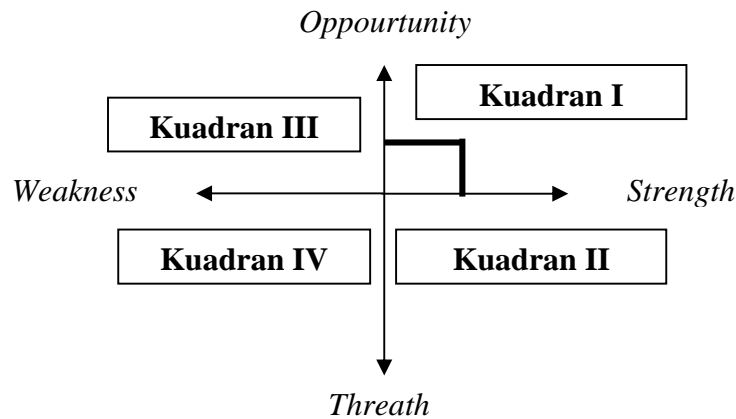 Oppourtunity
Kuadran I
Kuadran III
Weakness
Strength
Kuadran IV
Kuadran II
Threath